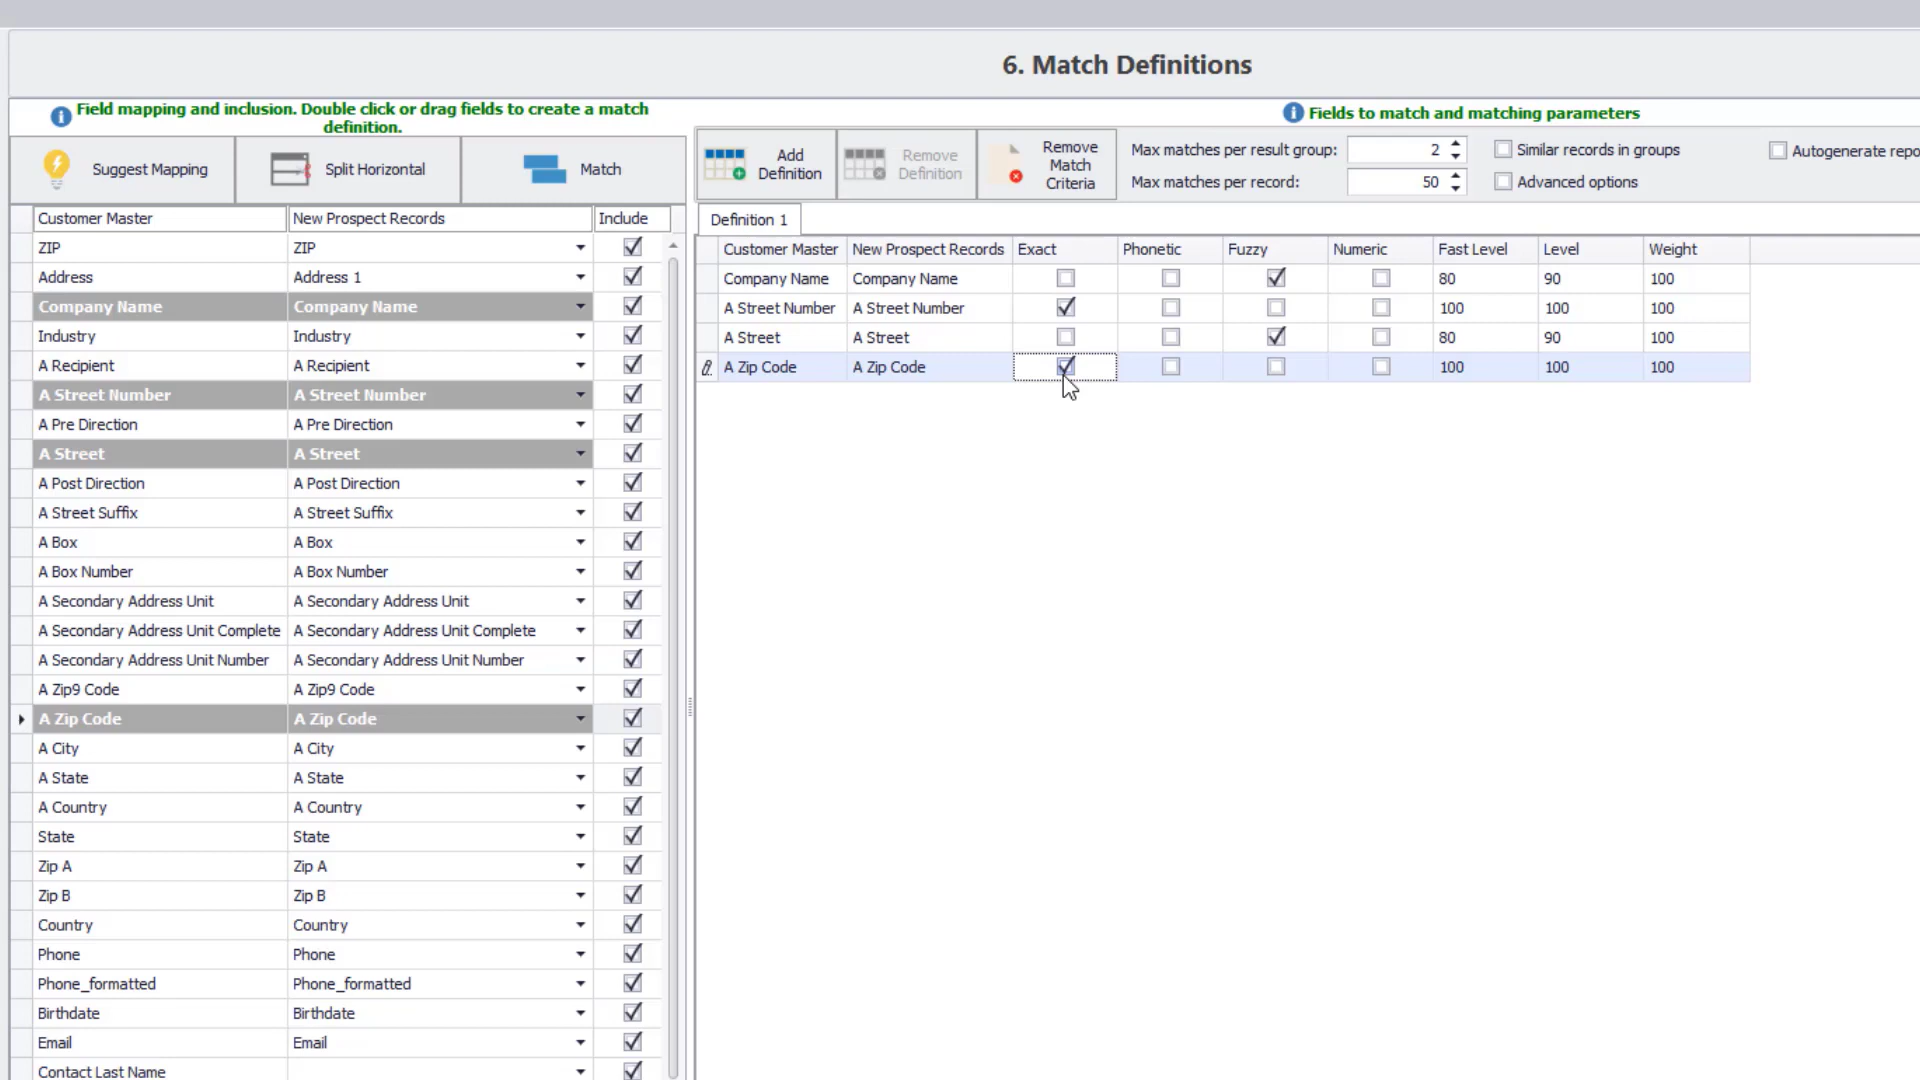 6. Match Definitions
Field mapping and inclusion. Double click or drag fields to create a match
definition.
Fields to match and matching parameters
Suggest Mapping
Split Horizontal
Match
Add
Definition
Remove
Definition
Remove
Match
Criteria
Max matches per result group: 2
Max matches per record: 50
Similar records in groups
Advanced options
Autogenerate repo
Customer Master New Prospect Records Include
ZIP ZIP
Address Address 1
Company Name Company Name
Industry Industry
A Recipient A Recipient
A Street Number A Street Number
A Pre Direction A Pre Direction
A Street A Street
A Post Direction A Post Direction
A Street Suffix A Street Suffix
A Box A Box
A Box Number A Box Number
A Secondary Address Unit A Secondary Address Unit
A Secondary Address Unit Complete A Secondary Address Unit Complete
A Secondary Address Unit Number A Secondary Address Unit Number
A Zip9 Code A Zip9 Code
A Zip Code A Zip Code
A City A City
A State A State
A Country A Country
State State
Zip A Zip A
Zip B Zip B
Country Country
Phone Phone
Phone_formatted Phone_formatted
Birthdate Birthdate
Email Email
Contact Last Name
Definition 1
Customer Master New Prospect Records Exact Phonetic Fuzzy Numeric Fast Level Level Weight
Company Name Company Name 80 90 100
A Street Number A Street Number 100 100 100
A Street A Street 80 90 100
A Zip Code A Zip Code 100 100 100